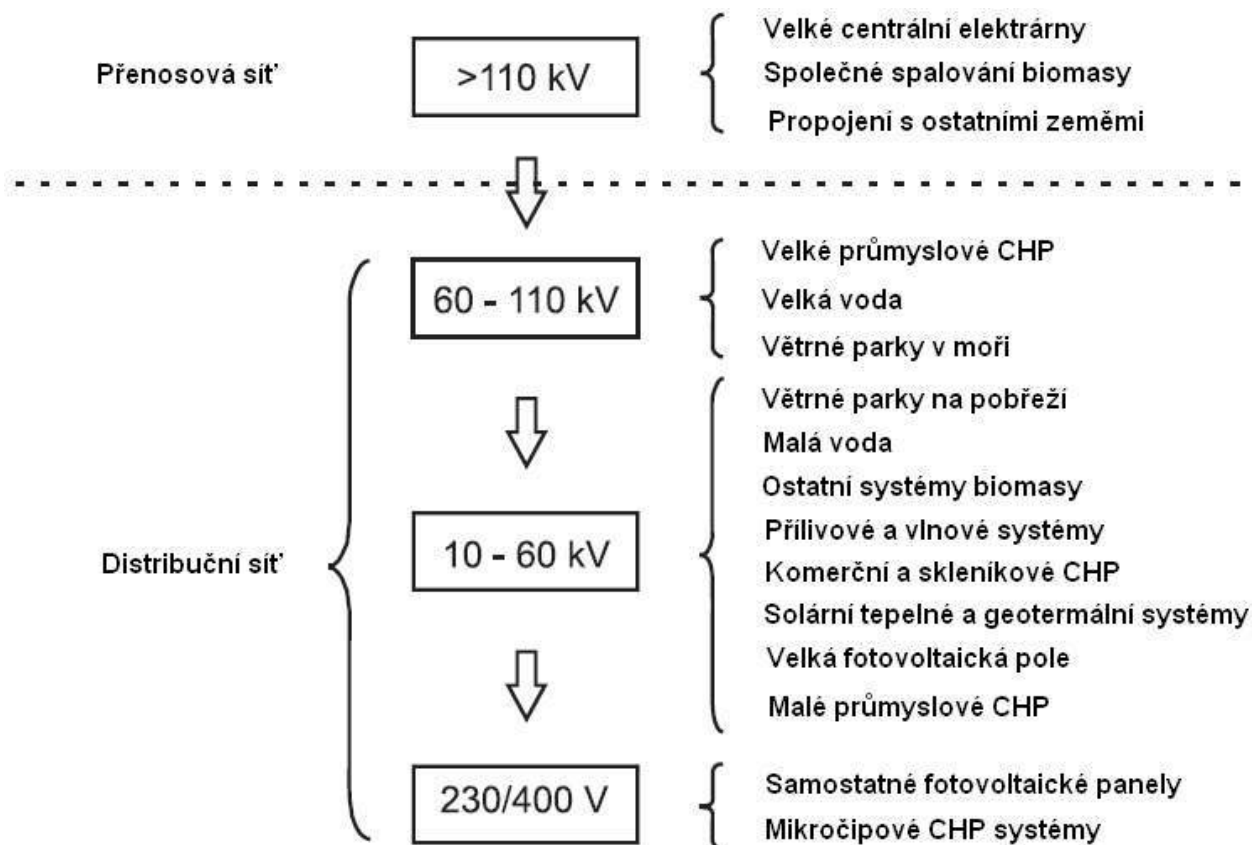 Přenosová síť
>110 kV
Velké centrální elektrárny
Společné spalování biomasy
Propojení s ostatními zeměmi
60 - 110 kV
Velké průmyslové CHP
Velká voda
Větrné parky v moři
Distribuční síť
10 - 60 kV
Větrné parky na pobřeží
Malá voda
Ostatní systémy biomasy
Přílivové a vlnové systémy
Komerční a skleníkové CHP
Solární tepelné a geotermální systémy
Velká fotovoltaická pole
Malé průmyslové CHP
230/400 V
Samostatné fotovoltaické panely
Mikročipové CHP systémy